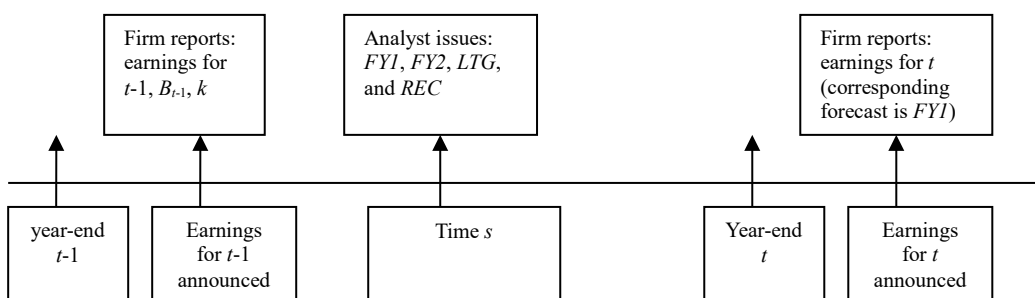 Firm reports:
earnings for
t-1, Bt-1, k
Analyst issues:
FY1, FY2, LTG,
and REC
Firm reports:
earnings for t
(corresponding
forecast is FY1)
year-end
t-1
Earnings
for t-1
announced
Time s
Year-end
t
Earnings
for t
announced